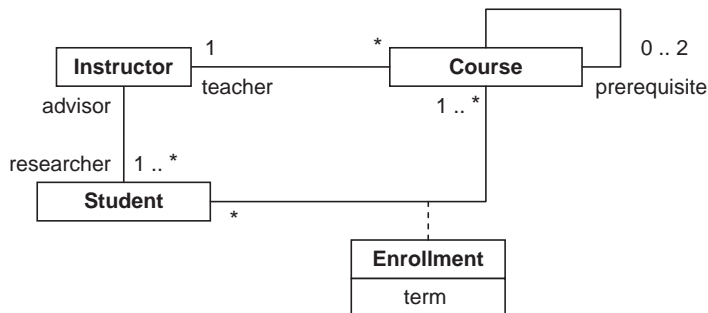 1
*
0 .. 2
Instructor
Course
teacher
prerequisite
advisor
1 .. *
researcher
1 .. *
Student
*
Enrollment
term